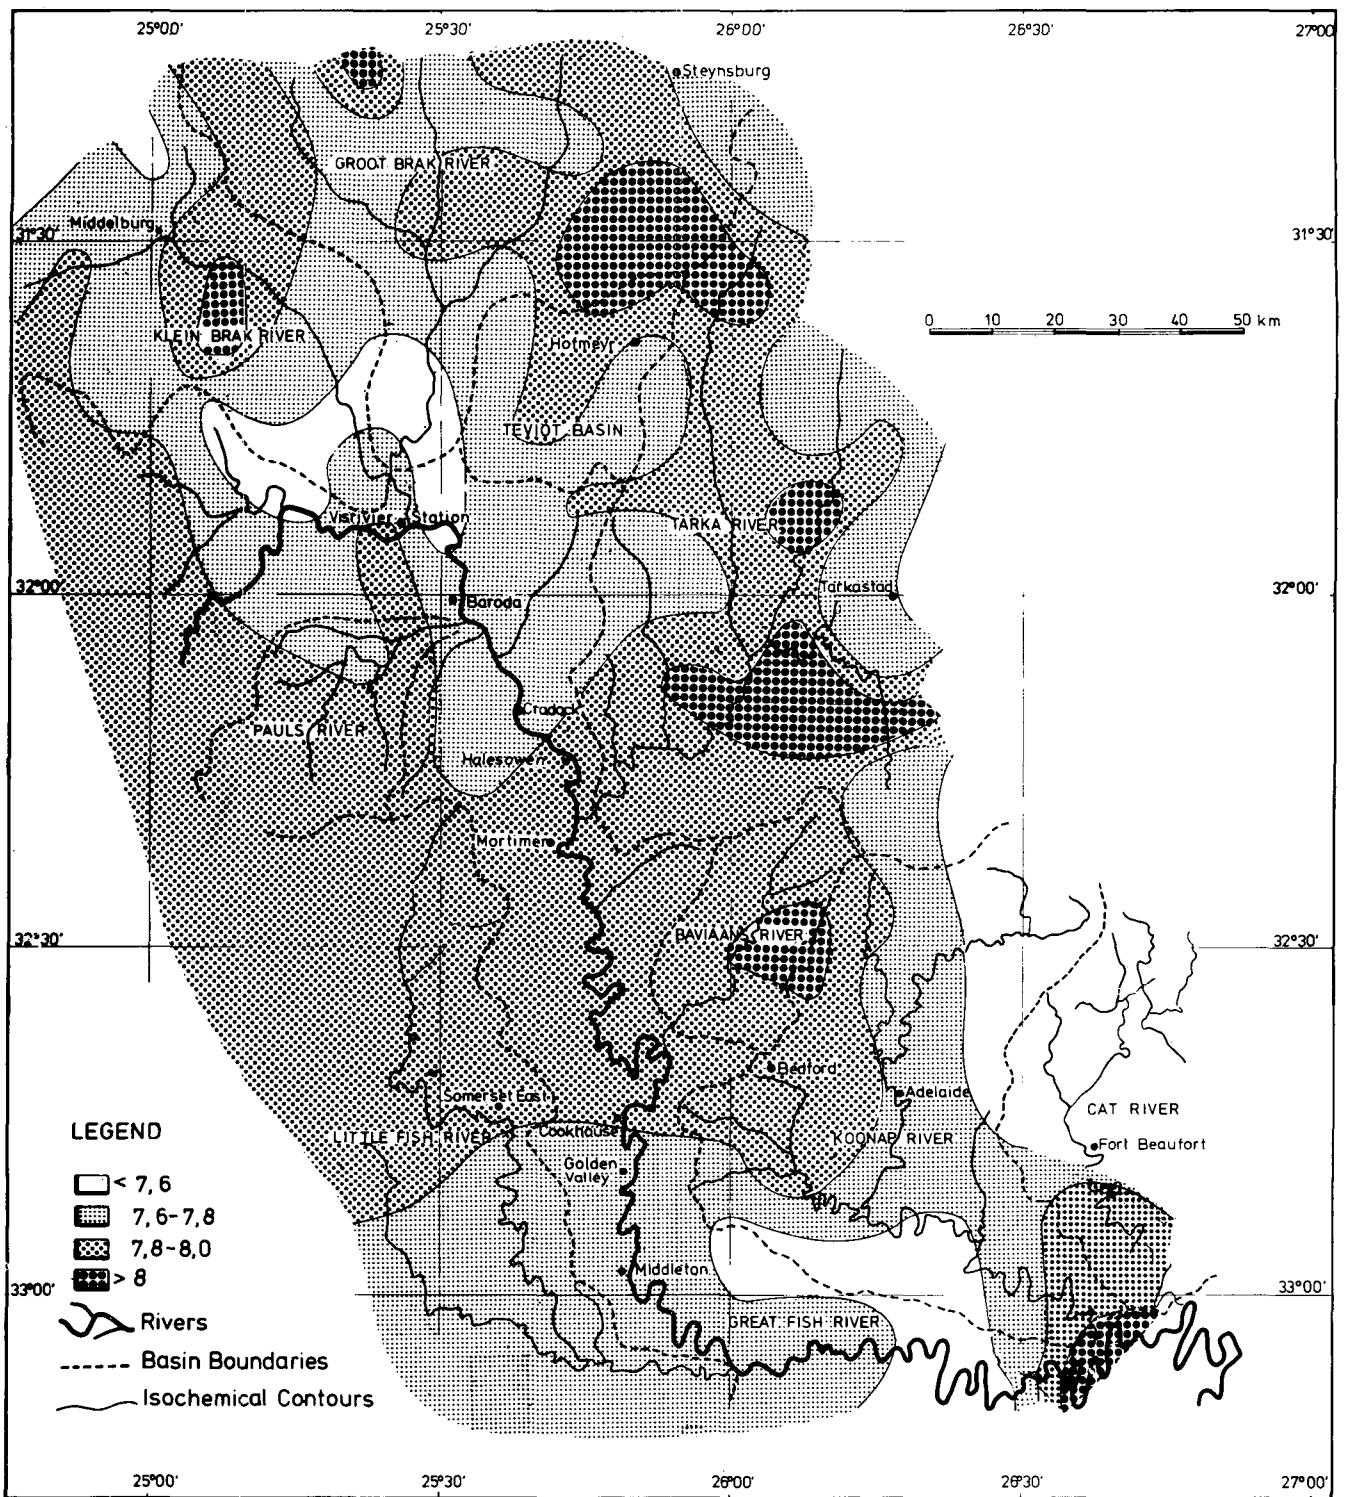 25°00'
25°30'
26°00'
26°30'
27°00
Steynsburg
GROOT BRAK RIVER
Middelburg
31°30'
31°30'
0 10 20 30 40 50 km
KLEIN BRAK RIVER
Hofmeyr
TEVIOT BASIN
Visrivier Station
TARKA RIVER
32°00'
Tarkastad
32°00'
Baroda
Cradock
PAULS RIVER
Halesowen
Mortimer
BAVIAANS RIVER
32°30'
32°30'
Bedford
Somerset East
Adelaide
CAT RIVER
LEGEND
LITTLE FISH RIVER
Cookhouse
KOONAP RIVER
Fort Beaufort
Golden
Valley
< 7,6
7,6-7,8
7,8-8,0
> 8
Middleton
33°00'
33°00'
Rivers
GREAT FISH RIVER
Basin Boundaries
Isochemical Contours
25°00'
25°30'
26°00'
26°30'
27°00'